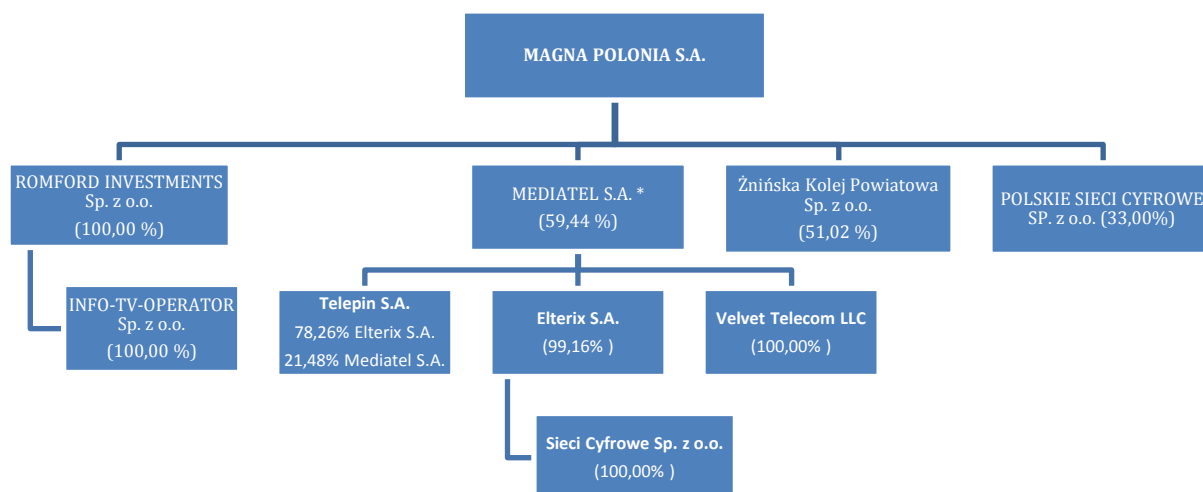 MAGNA POLONIA S.A.
ROMFORD INVESTMENTS
Sp. z o.o.
(100,00 %)
MEDIATEL S.A. *
(59,44 %)
Żnińska Kolej Powiatowa
Sp. z o.o.
(51,02 %)
POLSKIE SIECI CYFROWE
SP. z o.o. (33,00%)
INFO-TV-OPERATOR
Sp. z o.o.
(100,00 %)
Telepin S.A.
78,26% Elterix S.A.
21,48% Mediatel S.A.
Elterix S.A.
(99,16% )
Velvet Telecom LLC
(100,00% )
Sieci Cyfrowe Sp. z o.o.
(100,00% )